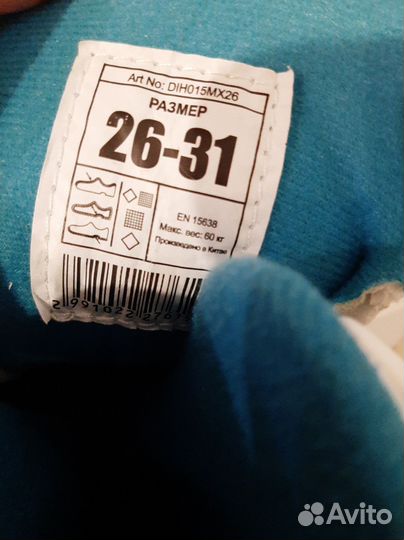 Art No: DIH015MX26
РАЗМЕР
26-31
EN 15638
Макс. вес: 60 кг
Произведено в Китае
Avito